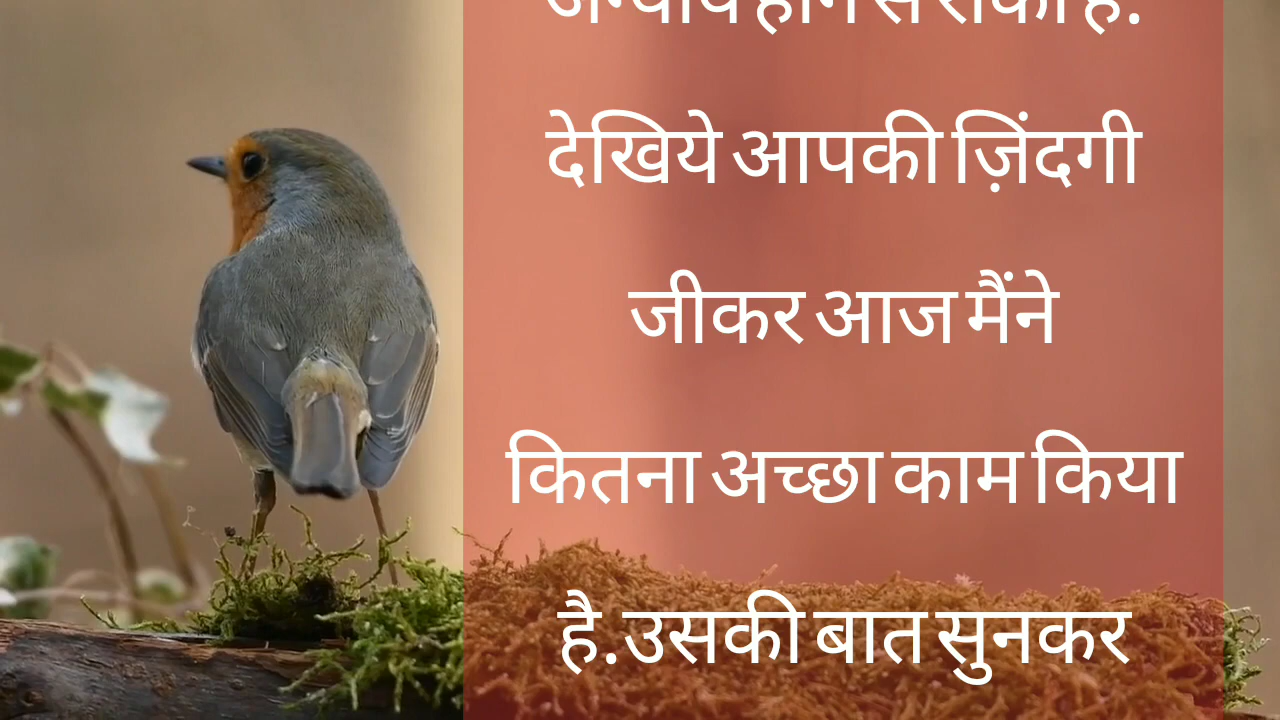 देखिये आपकी ज़िंदगी
जीकर आज मैंने
कितना अच्छा काम किया
है.उसकी बात सुनकर